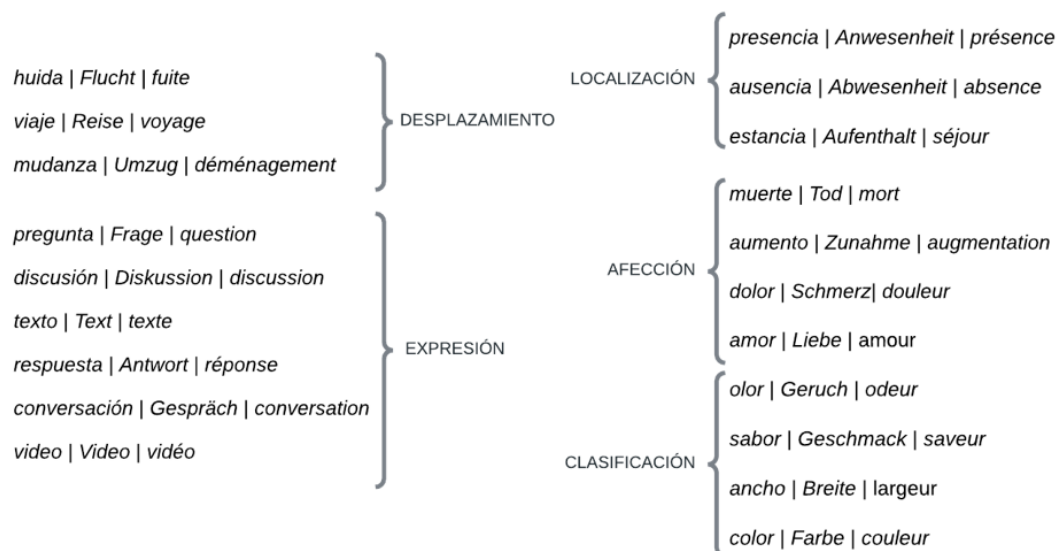 huida | Flucht | fuite
viaje | Reise | voyage
mudanza | Umzug | déménagement
DESPLAZAMIENTO
pregunta | Frage | question
discusión | Diskussion | discussion
texto | Text | texte
respuesta | Antwort | réponse
conversación | Gespräch | conversation
video | Video | vidéo
EXPRESIÓN
LOCALIZACIÓN
presencia | Anwesenheit | présence
ausencia | Abwesenheit | absence
estancia | Aufenthalt | séjour
AFECCIÓN
muerte | Tod | mort
aumento | Zunahme | augmentation
dolor | Schmerz| douleur
amor | Liebe | amour
CLASIFICACIÓN
olor | Geruch | odeur
sabor | Geschmack | saveur
ancho | Breite | largeur
color | Farbe | couleur